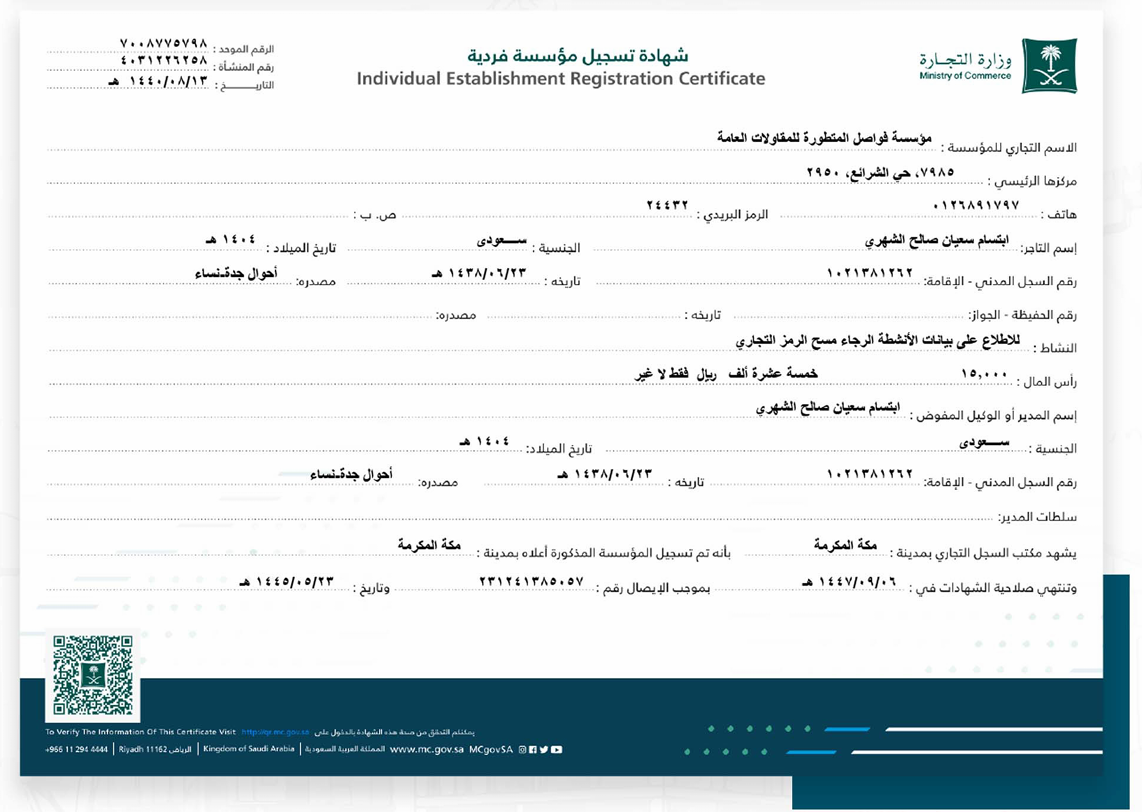 وزارة التجارة
Ministry of Commerce
شهادة تسجيل مؤسسة فردية
Individual Establishment Registration Certificate
الرقم الموحد : ٧٠٠٨٧٧٥٧٩٨
رقم المنشأة : ٤٠٣١٢٢٦٢٥٨
التاريـــــخ : ١٤٤٠/٠٨/١٣ هـ
الاسم التجاري للمؤسسة : مؤسسة فواصل المتطورة للمقاولات العامة
مركزها الرئيسي : ٧٩٨٥، حي الشرائع، ٢٩٥٠
هاتف : ٠١٢٦٨٩١٧٩٧ الرمز البريدي : ٢٤٤٣٢ ص. ب :
إسم التاجر: ابتسام سعيان صالح الشهري الجنسية : ســـعودى تاريخ الميلاد : ١٤٠٤ هـ
رقم السجل المدني - الإقامة: ١٠٢١٣٨١٢٦٢ تاريخه : ١٤٣٨/٠٦/٢٣ هـ مصدره: أحوال جدة-نساء
رقم الحفيظة - الجواز: تاريخه : مصدره:
النشاط : للاطلاع على بيانات الأنشطة الرجاء مسح الرمز التجاري
رأس المال : ١٥,٠٠٠ خمسة عشرة ألف ريال فقط لا غير
إسم المدير أو الوكيل المفوض : ابتسام سعيان صالح الشهري
الجنسية : ســـعودى تاريخ الميلاد: ١٤٠٤ هـ
رقم السجل المدني - الإقامة: ١٠٢١٣٨١٢٦٢ تاريخه : ١٤٣٨/٠٦/٢٣ هـ مصدره: أحوال جدة-نساء
سلطات المدير:
يشهد مكتب السجل التجاري بمدينة : مكة المكرمة بأنه تم تسجيل المؤسسة المذكورة أعلاه بمدينة : مكة المكرمة
وتنتهي صلاحية الشهادات في : ١٤٤٧/٠٩/٠٦ هـ بموجب الإيصال رقم : ٢٣١٢٤١٣٨٥٠٥٧ وتاريخ : ١٤٤٥/٠٥/٢٣ هـ
To Verify The Information Of This Certificate Visit http://qr.mc.gov.sa يمكنكم التحقق من صحة هذه الشهادة بالدخول على
+966 11 294 4444 | Riyadh 11162 الرياض | Kingdom of Saudi Arabia | المملكة العربية السعودية www.mc.gov.sa MCgovSA